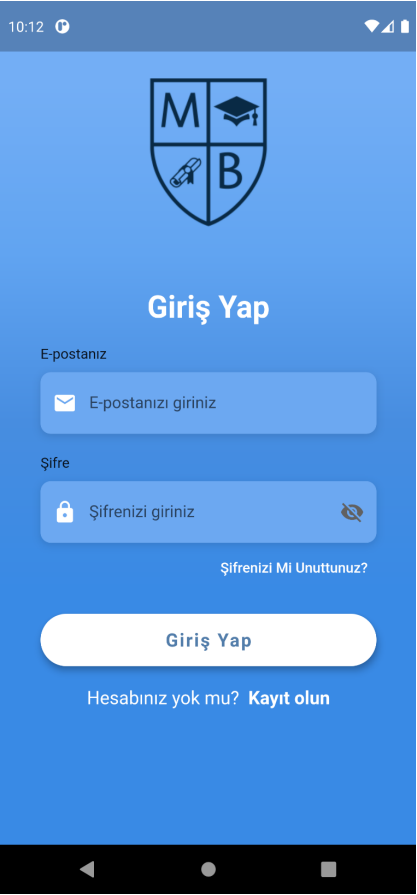 10:12
M
B
Giriş Yap
E-postanız
E-postanızı giriniz
Şifre
Şifrenizi giriniz
Şifrenizi Mi Unuttunuz?
Giriş Yap
Hesabınız yok mu? Kayıt olun